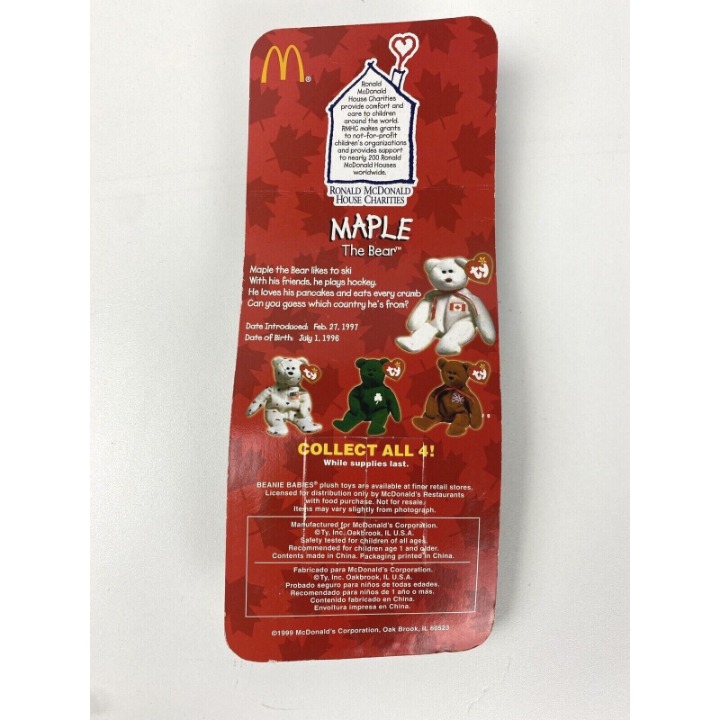 Ronald
McDonald
House Charities
provide comfort and
care to children
around the world.
RMHC makes grants
to not-for-profit
children's organizations
and provides support
to nearly 200 Ronald
McDonald Houses
worldwide.
RONALD MCDONALD
HOUSE CHARITIES
MAPLE
The Bear™
Maple the Bear likes to ski
With his friends, he plays hockey.
He loves his pancakes and eats every crumb
Can you guess which country he's from?
Date Introduced: Feb. 27, 1997
Date of Birth: July 1, 1996
COLLECT ALL 4!
While supplies last.
BEANIE BABIES® plush toys are available at finer retail stores.
Licensed for distribution only by McDonald's Restaurants
with food purchase. Not for resale.
Items may vary slightly from photograph.
Manufactured for McDonald's Corporation.
©Ty, Inc. Oakbrook, IL U.S.A.
Safety tested for children of all ages.
Recommended for children age 1 and older.
Contents made in China. Packaging printed in China.
Fabricado para McDonald's Corporation.
©Ty, Inc. Oakbrook, IL U.S.A.
Probado seguro para niños de todas edades.
Recomendado para niños de 1 año o más.
Contenido fabricado en China.
Envoltura impresa en China.
©1999 McDonald's Corporation, Oak Brook, IL 60523